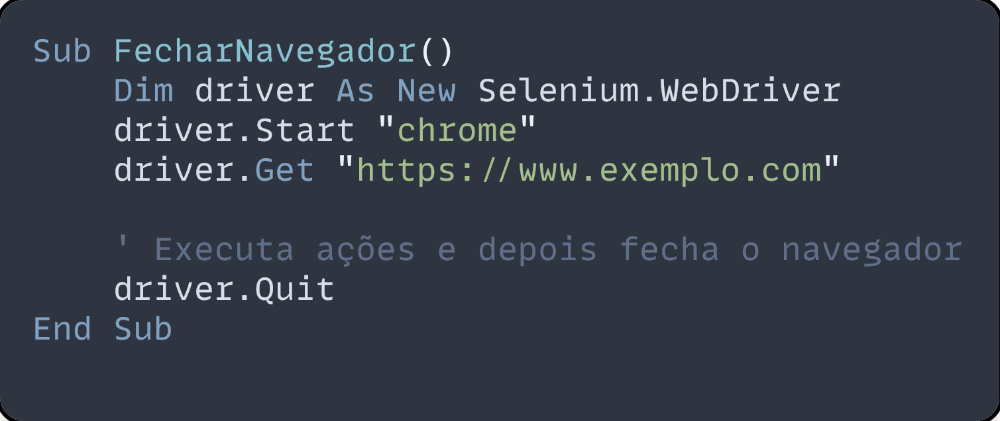 Sub FecharNavegador()
    Dim driver As New Selenium.WebDriver
    driver.Start "chrome"
    driver.Get "https://www.exemplo.com"

    ' Executa ações e depois fecha o navegador
    driver.Quit
End Sub